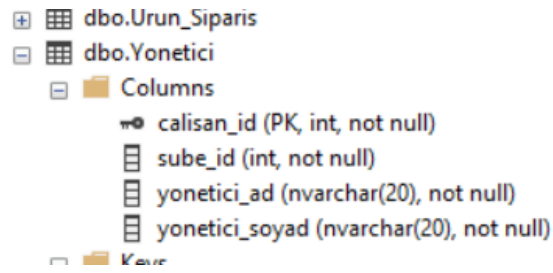 dbo.Urun_Siparis
dbo.Yonetici
Columns
calisan_id (PK, int, not null)
sube_id (int, not null)
yonetici_ad (nvarchar(20), not null)
yonetici_soyad (nvarchar(20), not null)
Keys